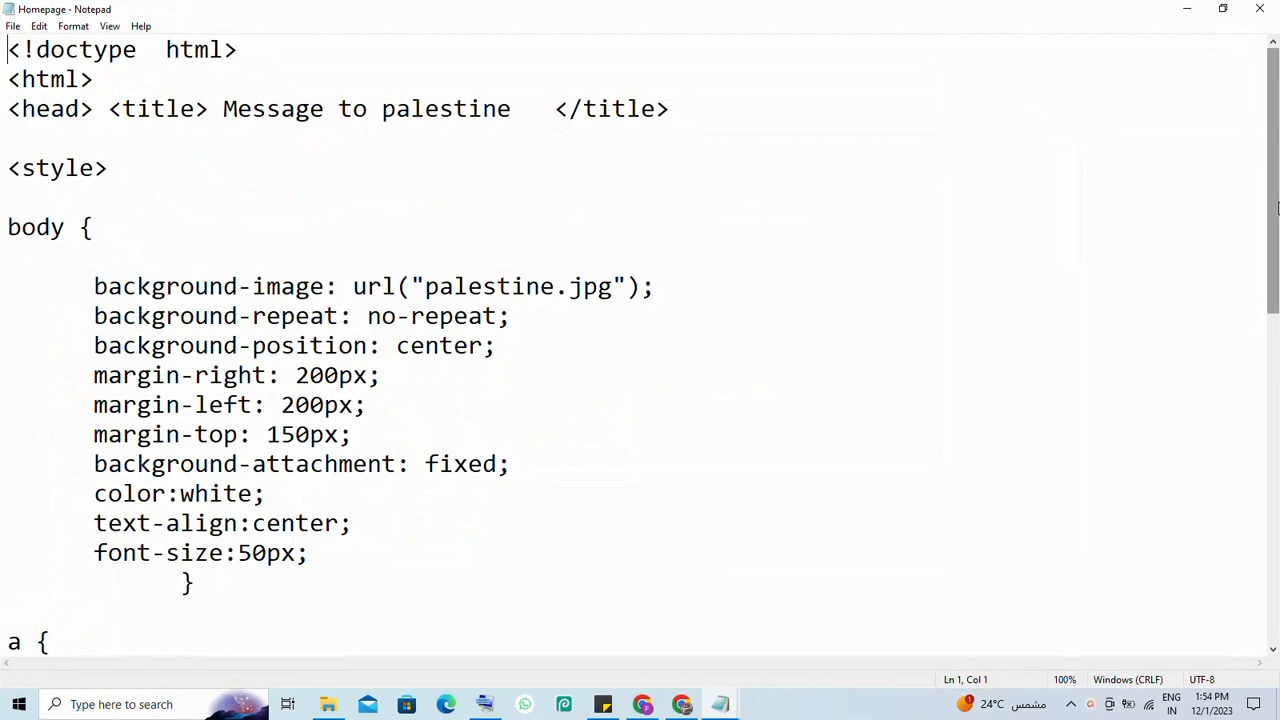 Homepage - Notepad
File Edit Format View Help
<!doctype  html>
<html>
<head> <title> Message to palestine   </title>
<style>
body {
background-image: url("palestine.jpg");
background-repeat: no-repeat;
background-position: center;
margin-right: 200px;
margin-left: 200px;
margin-top: 150px;
background-attachment: fixed;
color:white;
text-align:center;
font-size:50px;
}
a {
Ln 1, Col 1 100% Windows (CRLF) UTF-8
Type here to search 1 24°C مشمس ENG 1:54 PM
IN 12/1/2023